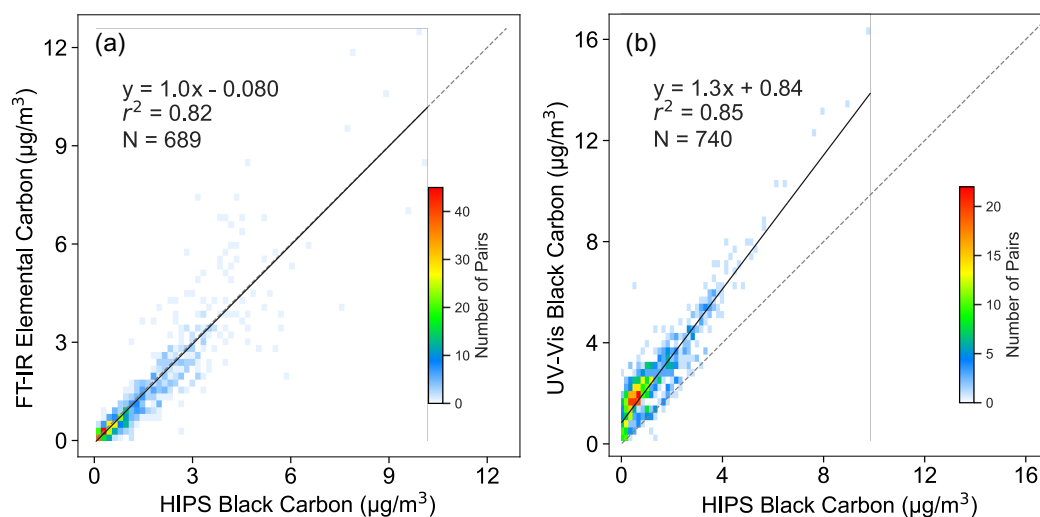 (a)
y = 1.0x - 0.080
r² = 0.82
N = 689
FT-IR Elemental Carbon (µg/m³)
12
9
6
3
0
0 3 6 9 12
HIPS Black Carbon (µg/m³)
40
30
20
10
0
Number of Pairs
(b)
y = 1.3x + 0.84
r² = 0.85
N = 740
UV-Vis Black Carbon (µg/m³)
16
12
8
4
0
0 4 8 12 16
HIPS Black Carbon (µg/m³)
20
15
10
5
0
Number of Pairs